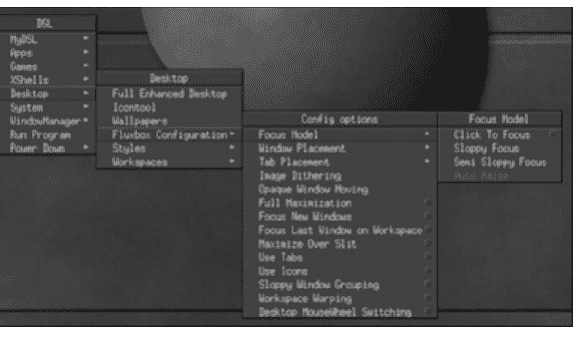 DSL
MyDSL
Apps
Games
XShells
Desktop
System
WindowManager
Run Program
Power Down
Desktop
Full Enhanced Desktop
Icontool
Wallpapers
Fluxbox Configuration
Styles
Workspaces
Config options
Focus Model
Window Placement
Tab Placement
Image Dithering
Opaque Window Moving
Full Maximization
Focus New Windows
Focus Last Window on Workspace
Maximize Over Slit
Use Tabs
Use Icons
Sloppy Window Grouping
Workspace Warping
Desktop MouseWheel Switching
Focus Model
Click To Focus
Sloppy Focus
Semi Sloppy Focus
Auto Raise